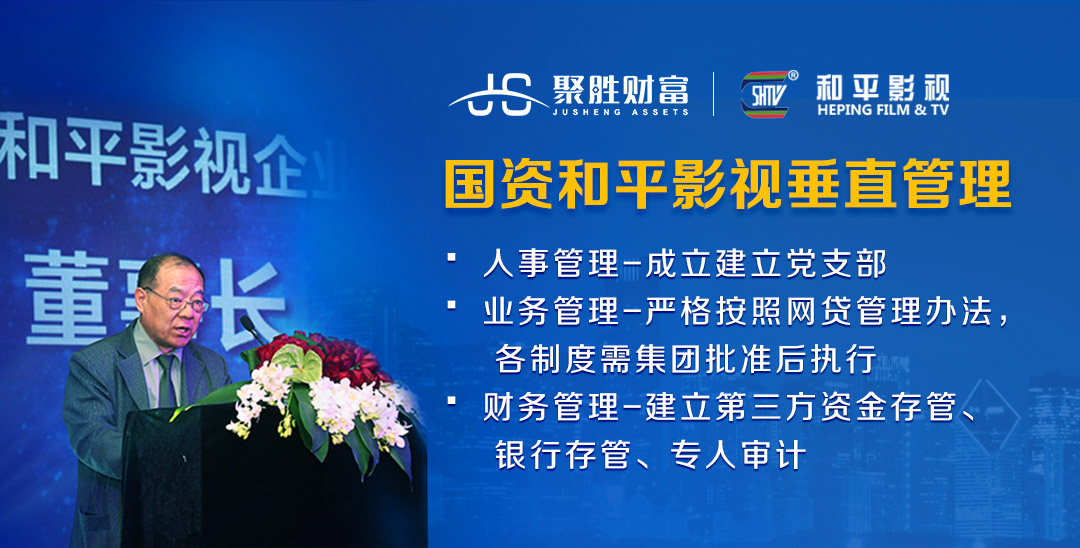 JS 聚胜财富
JUSHENG ASSETS
SHTV ® 和平影视
HEPING FILM & TV
国资和平影视垂直管理
和平影视企业
董事长
▪ 人事管理-成立建立党支部
▪ 业务管理-严格按照网贷管理办法，
各制度需集团批准后执行
▪ 财务管理-建立第三方资金存管、
银行存管、专人审计